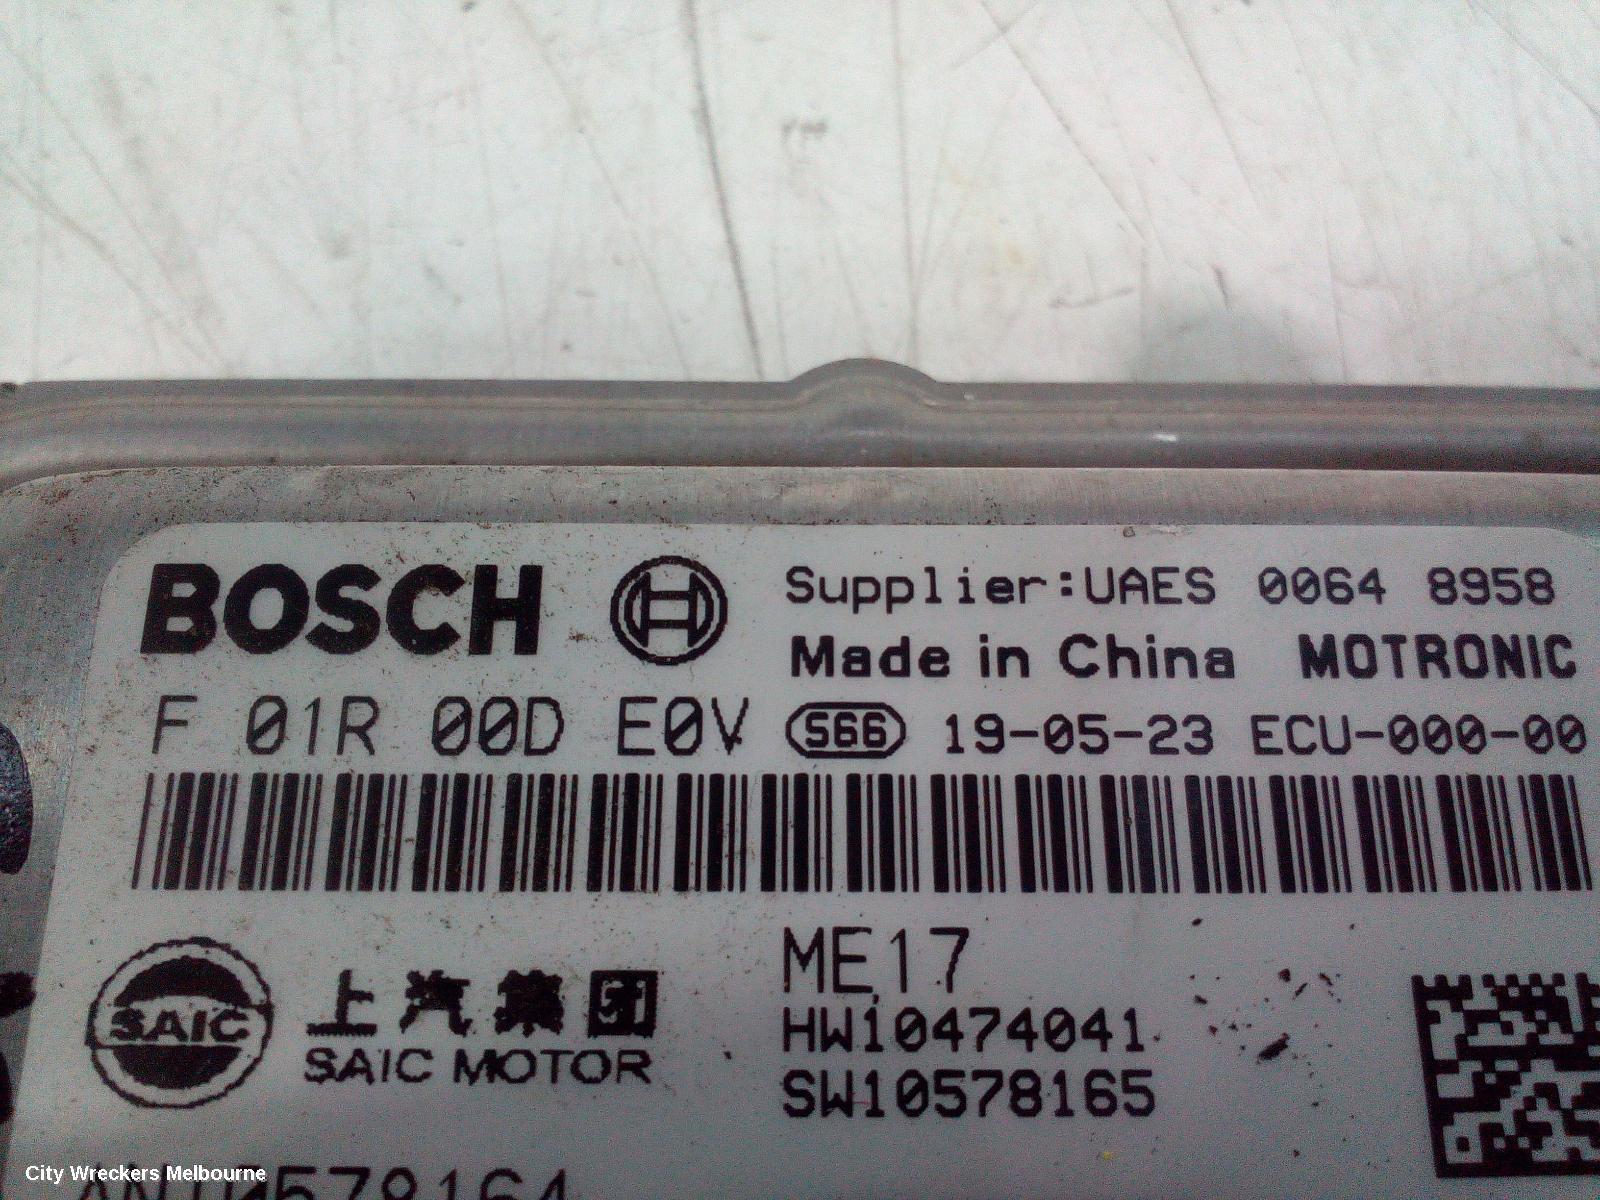 BOSCH
Supplier:UAES 0064 8958
Made in China MOTRONIC
F 01R 00D E0V S66 19-05-23 ECU-000-00
ME17
SAIC 上汽集团
SAIC MOTOR
HW10474041
SW10578165
AN10578164
City Wreckers Melbourne